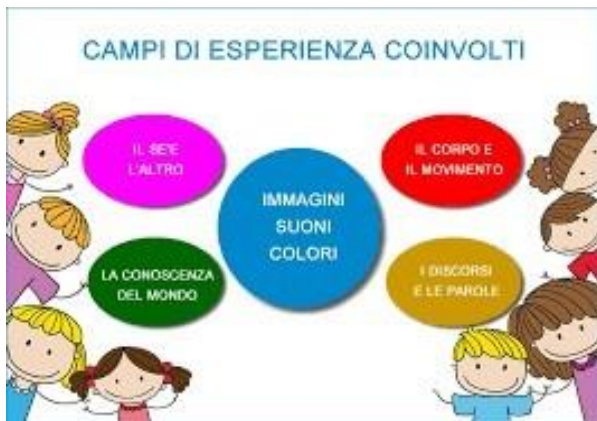 CAMPI DI ESPERIENZA COINVOLTI
IL SE'E
L'ALTRO
IL CORPO E
IL MOVIMENTO
IMMAGINI
SUONI
COLORI
LA CONOSCENZA
DEL MONDO
I DISCORSI
E LE PAROLE